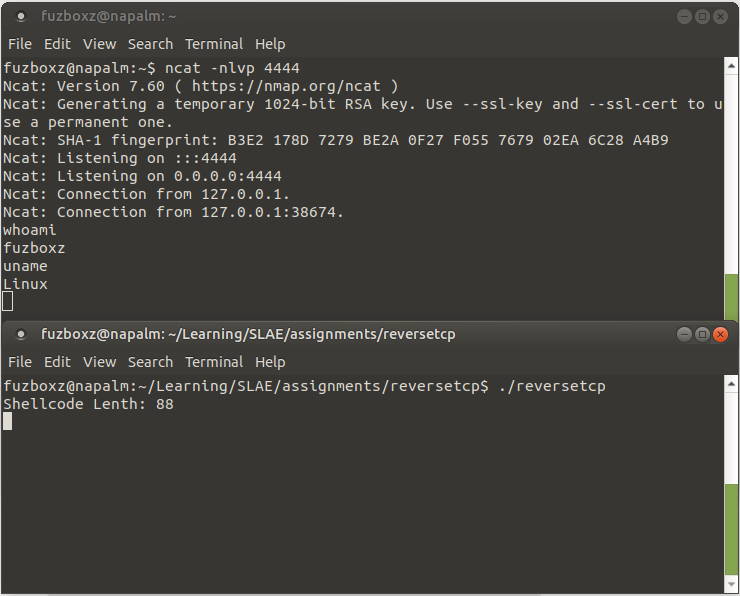 fuzboxz@napalm: ~
File Edit View Search Terminal Help
fuzboxz@napalm:~$ ncat -nlvp 4444
Ncat: Version 7.60 ( https://nmap.org/ncat )
Ncat: Generating a temporary 1024-bit RSA key. Use --ssl-key and --ssl-cert to u
se a permanent one.
Ncat: SHA-1 fingerprint: B3E2 178D 7279 BE2A 0F27 F055 7679 02EA 6C28 A4B9
Ncat: Listening on :::4444
Ncat: Listening on 0.0.0.0:4444
Ncat: Connection from 127.0.0.1.
Ncat: Connection from 127.0.0.1:38674.
whoami
fuzboxz
uname
Linux
fuzboxz@napalm: ~/Learning/SLAE/assignments/reversetcp
File Edit View Search Terminal Help
fuzboxz@napalm:~/Learning/SLAE/assignments/reversetcp$ ./reversetcp
Shellcode Lenth: 88